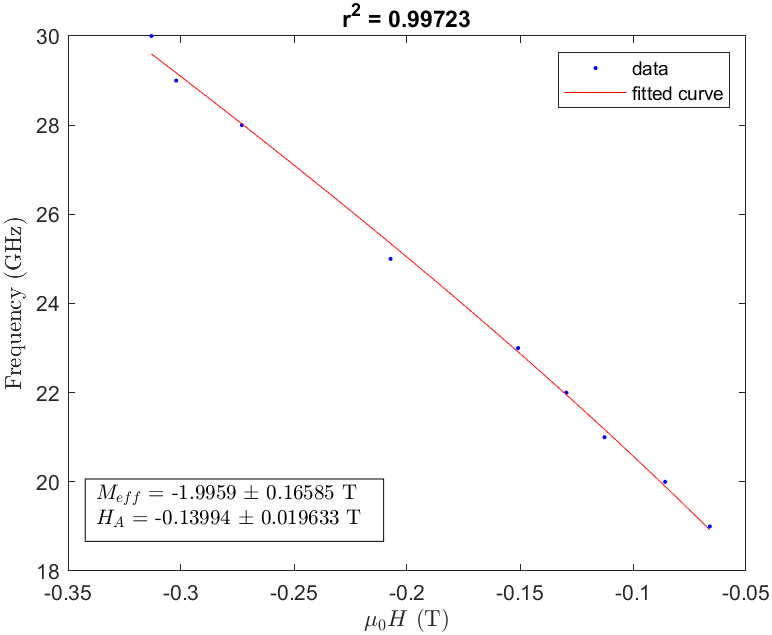 r² = 0.99723
30
28
26
24
22
20
18
Frequency (GHz)
data
fitted curve
M_eff = -1.9959 ± 0.16585 T
H_A = -0.13994 ± 0.019633 T
-0.35 -0.3 -0.25 -0.2 -0.15 -0.1 -0.05
μ₀H (T)